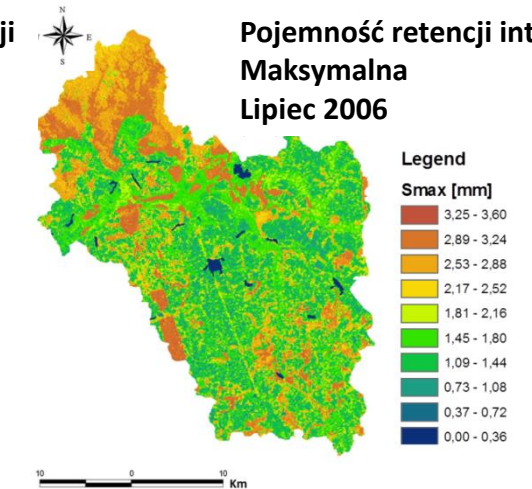 ji
Pojemność retencji int
Maksymalna
Lipiec 2006
N
W E
S
Legend
Smax [mm]
3,25 - 3,60
2,89 - 3,24
2,53 - 2,88
2,17 - 2,52
1,81 - 2,16
1,45 - 1,80
1,09 - 1,44
0,73 - 1,08
0,37 - 0,72
0,00 - 0,36
10 0 10
Km